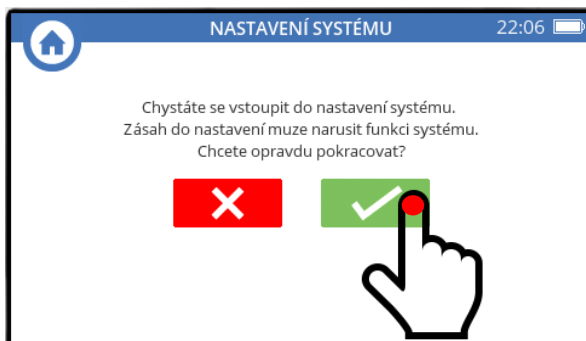 NASTAVENÍ SYSTÉMU 22:06
Chystáte se vstoupit do nastavení systému.
Zásah do nastavení muze narusit funkci systému.
Chcete opravdu pokracovat?